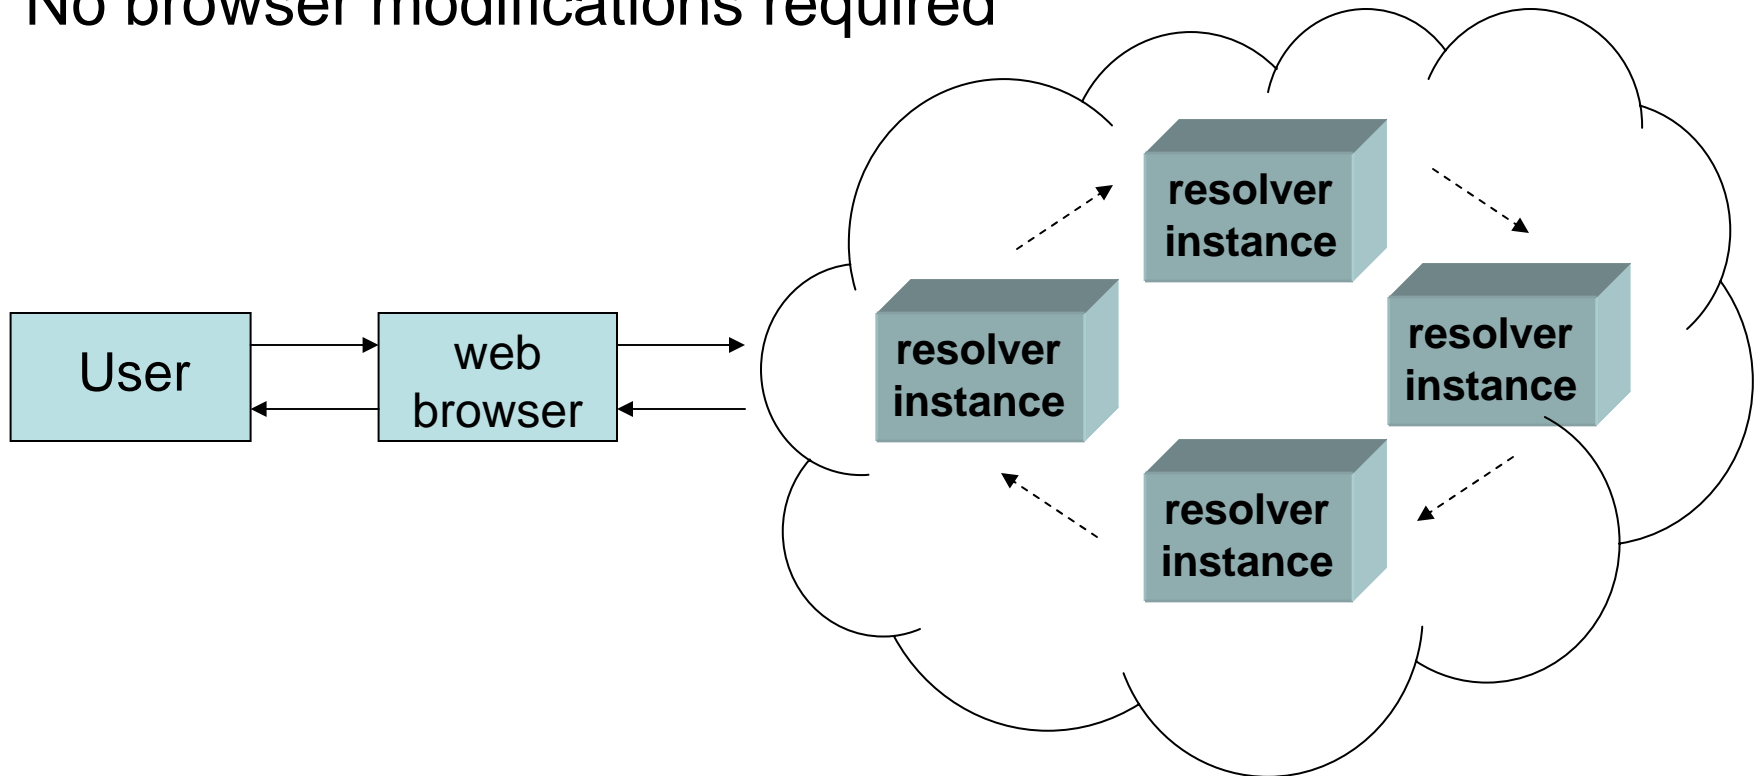 No browser modifications required
resolver
instance
resolver
instance
resolver
instance
User
web
browser
resolver
instance